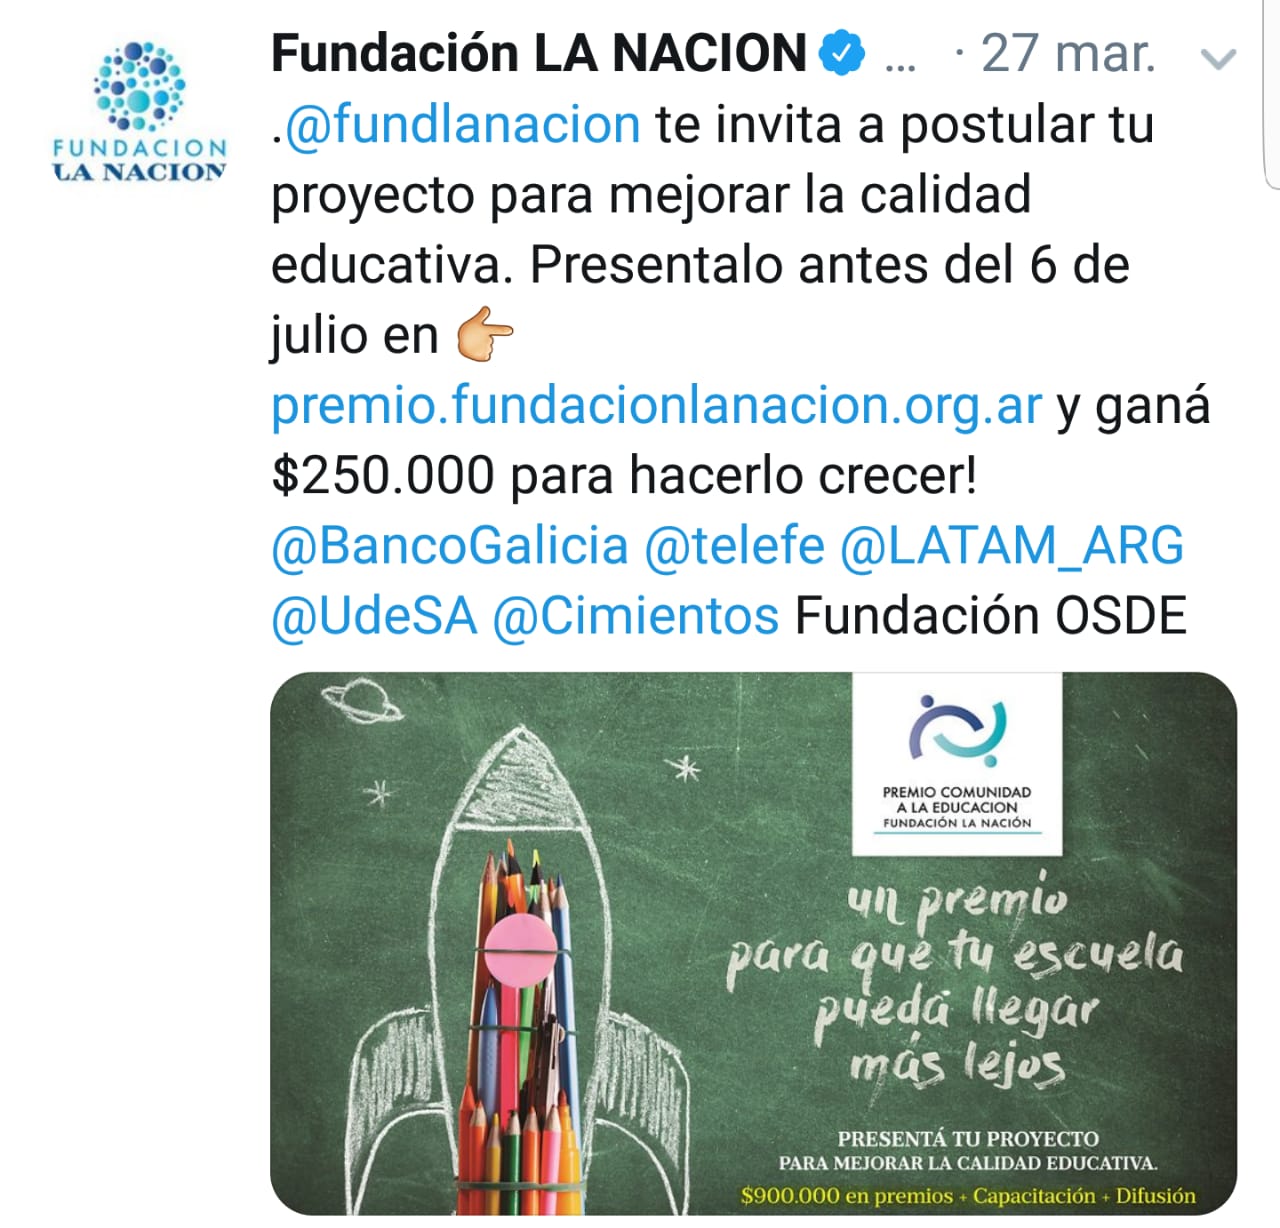 FUNDACION
LA NACION
Fundación LA NACION ... · 27 mar.
.@fundlanacion te invita a postular tu
proyecto para mejorar la calidad
educativa. Presentalo antes del 6 de
julio en 👉
premio.fundacionlanacion.org.ar y ganá
$250.000 para hacerlo crecer!
@BancoGalicia @telefe @LATAM_ARG
@UdeSA @Cimientos Fundación OSDE
PREMIO COMUNIDAD
A LA EDUCACION
FUNDACIÓN LA NACIÓN
un premio
para que tu escuela
pueda llegar
más lejos
PRESENTÁ TU PROYECTO
PARA MEJORAR LA CALIDAD EDUCATIVA.
$900.000 en premios + Capacitación + Difusión